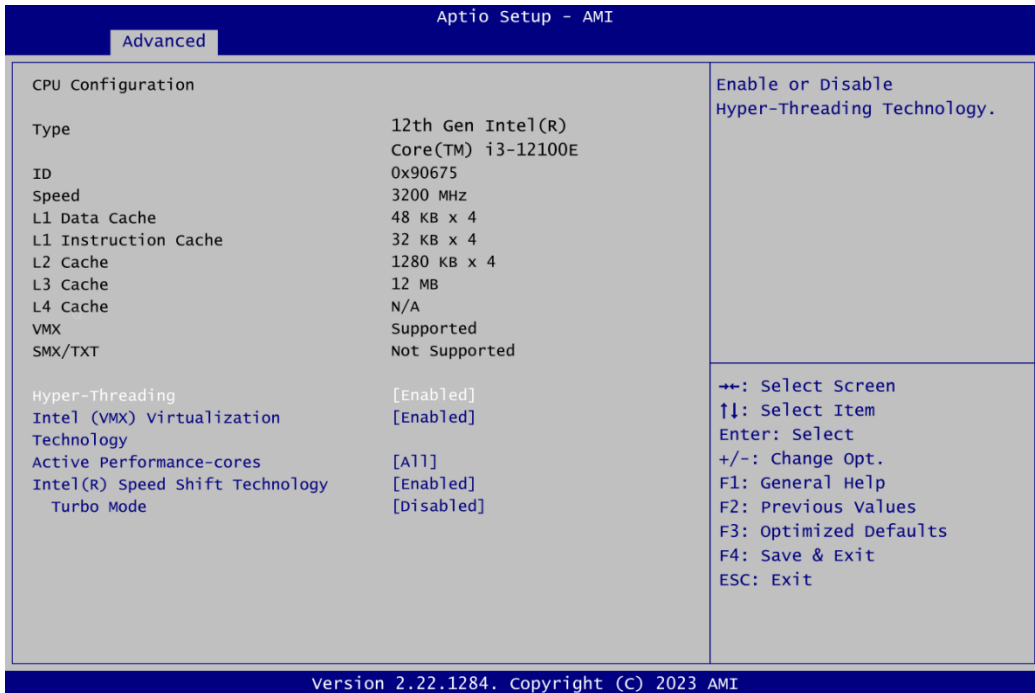 Aptio Setup - AMI
Advanced
CPU Configuration
Type 12th Gen Intel(R)
Core(TM) i3-12100E
ID 0x90675
Speed 3200 MHz
L1 Data Cache 48 KB x 4
L1 Instruction Cache 32 KB x 4
L2 Cache 1280 KB x 4
L3 Cache 12 MB
L4 Cache N/A
VMX Supported
SMX/TXT Not Supported
Hyper-Threading [Enabled]
Intel (VMX) Virtualization [Enabled]
Technology
Active Performance-cores [All]
Intel(R) Speed Shift Technology [Enabled]
Turbo Mode [Disabled]
Enable or Disable
Hyper-Threading Technology.
→←: Select Screen
↑↓: Select Item
Enter: Select
+/-: Change Opt.
F1: General Help
F2: Previous Values
F3: Optimized Defaults
F4: Save & Exit
ESC: Exit
Version 2.22.1284. Copyright (C) 2023 AMI